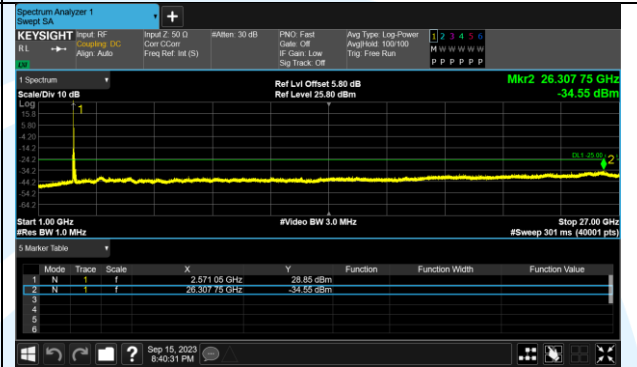 Spectrum Analyzer 1
Swept SA
+
KEYSIGHT Input: RF Input Z: 50 Ω #Atten: 30 dB PNO: Fast Avg Type: Log-Power 1 2 3 4 5 6
RL Coupling: DC Corr CCorr Gate: Off Avg|Hold: 100/100 M W W W W W
Align: Auto Freq Ref: Int (S) IF Gain: Low Trig: Free Run P P P P P P
LW Sig Track: Off
1 Spectrum Ref Lvl Offset 5.80 dB Mkr2 26.307 75 GHz
Scale/Div 10 dB Ref Level 25.80 dBm -34.55 dBm
Log
15.8
5.80
-4.20
-14.2
-24.2
-34.2
-44.2
-54.2
-64.2
1
DL1 -25.00
2
Start 1.00 GHz #Video BW 3.0 MHz Stop 27.00 GHz
#Res BW 1.0 MHz #Sweep 301 ms (40001 pts)
5 Marker Table
Mode Trace Scale X Y Function Function Width Function Value
1 N 1 f 2.571 05 GHz 28.85 dBm
2 N 1 f 26.307 75 GHz -34.55 dBm
3
4
5
6
? Sep 15, 2023
8:40:31 PM